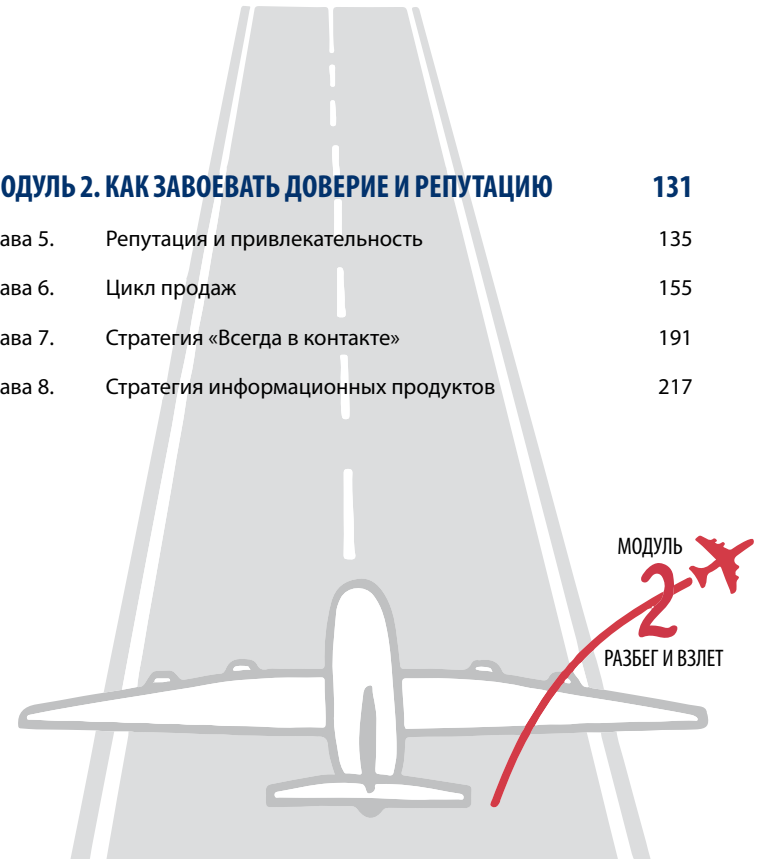 ОДУЛЬ 2. КАК ЗАВОЕВАТЬ ДОВЕРИЕ И РЕПУТАЦИЮ 131
ава 5. Репутация и привлекательность 135
ава 6. Цикл продаж 155
ава 7. Стратегия «Всегда в контакте» 191
ава 8. Стратегия информационных продуктов 217
МОДУЛЬ
2
РАЗБЕГ И ВЗЛЕТ